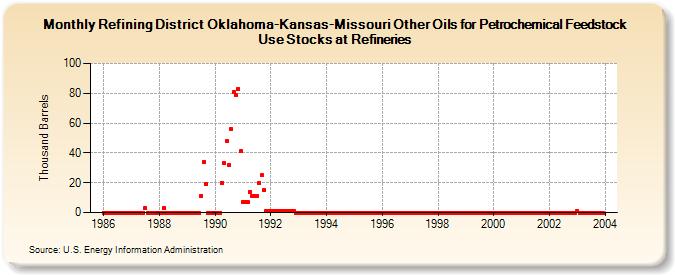 Monthly Refining District Oklahoma-Kansas-Missouri Other Oils for Petrochemical Feedstock
Use Stocks at Refineries
Thousand Barrels
100
80
60
40
20
0
1986 1988 1990 1992 1994 1996 1998 2000 2002 2004
Source: U.S. Energy Information Administration